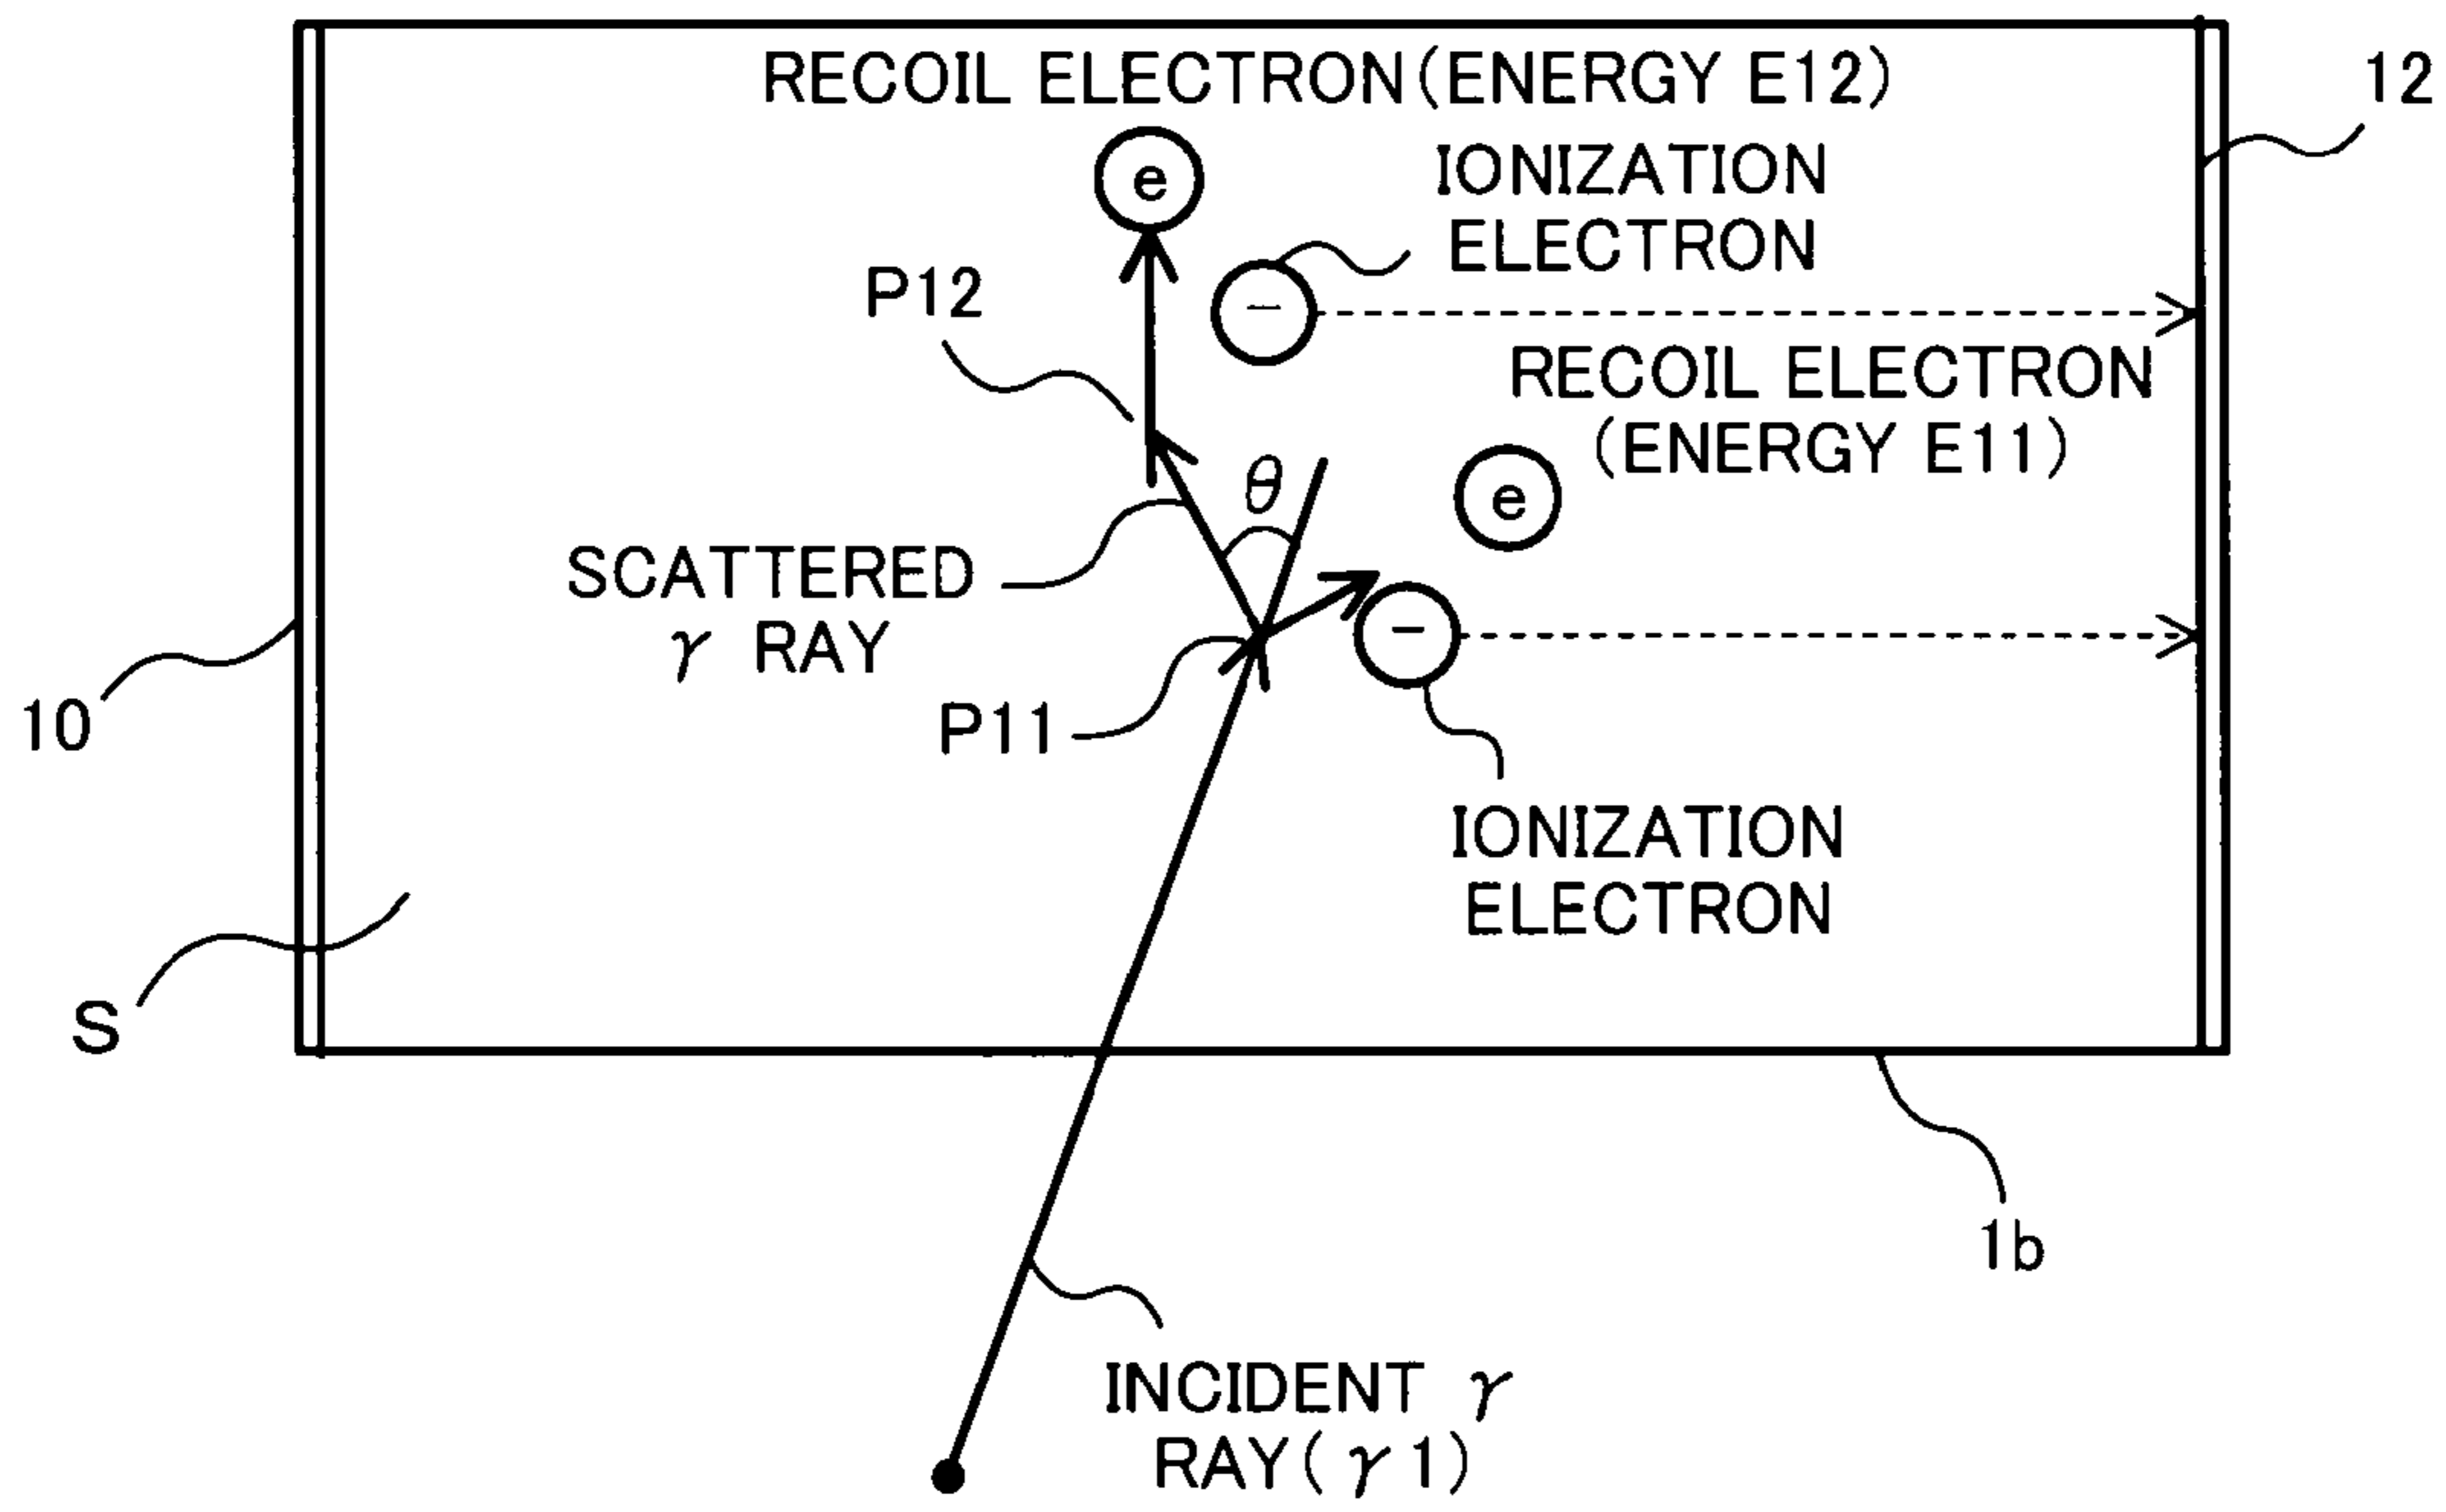 RECOIL ELECTRON(ENERGY E12)
12
e
IONIZATION
ELECTRON
P12
−
RECOIL ELECTRON
(ENERGY E11)
θ
e
SCATTERED
γ RAY
−
10
P11
IONIZATION
ELECTRON
S
1b
INCIDENT γ
RAY(γ1)